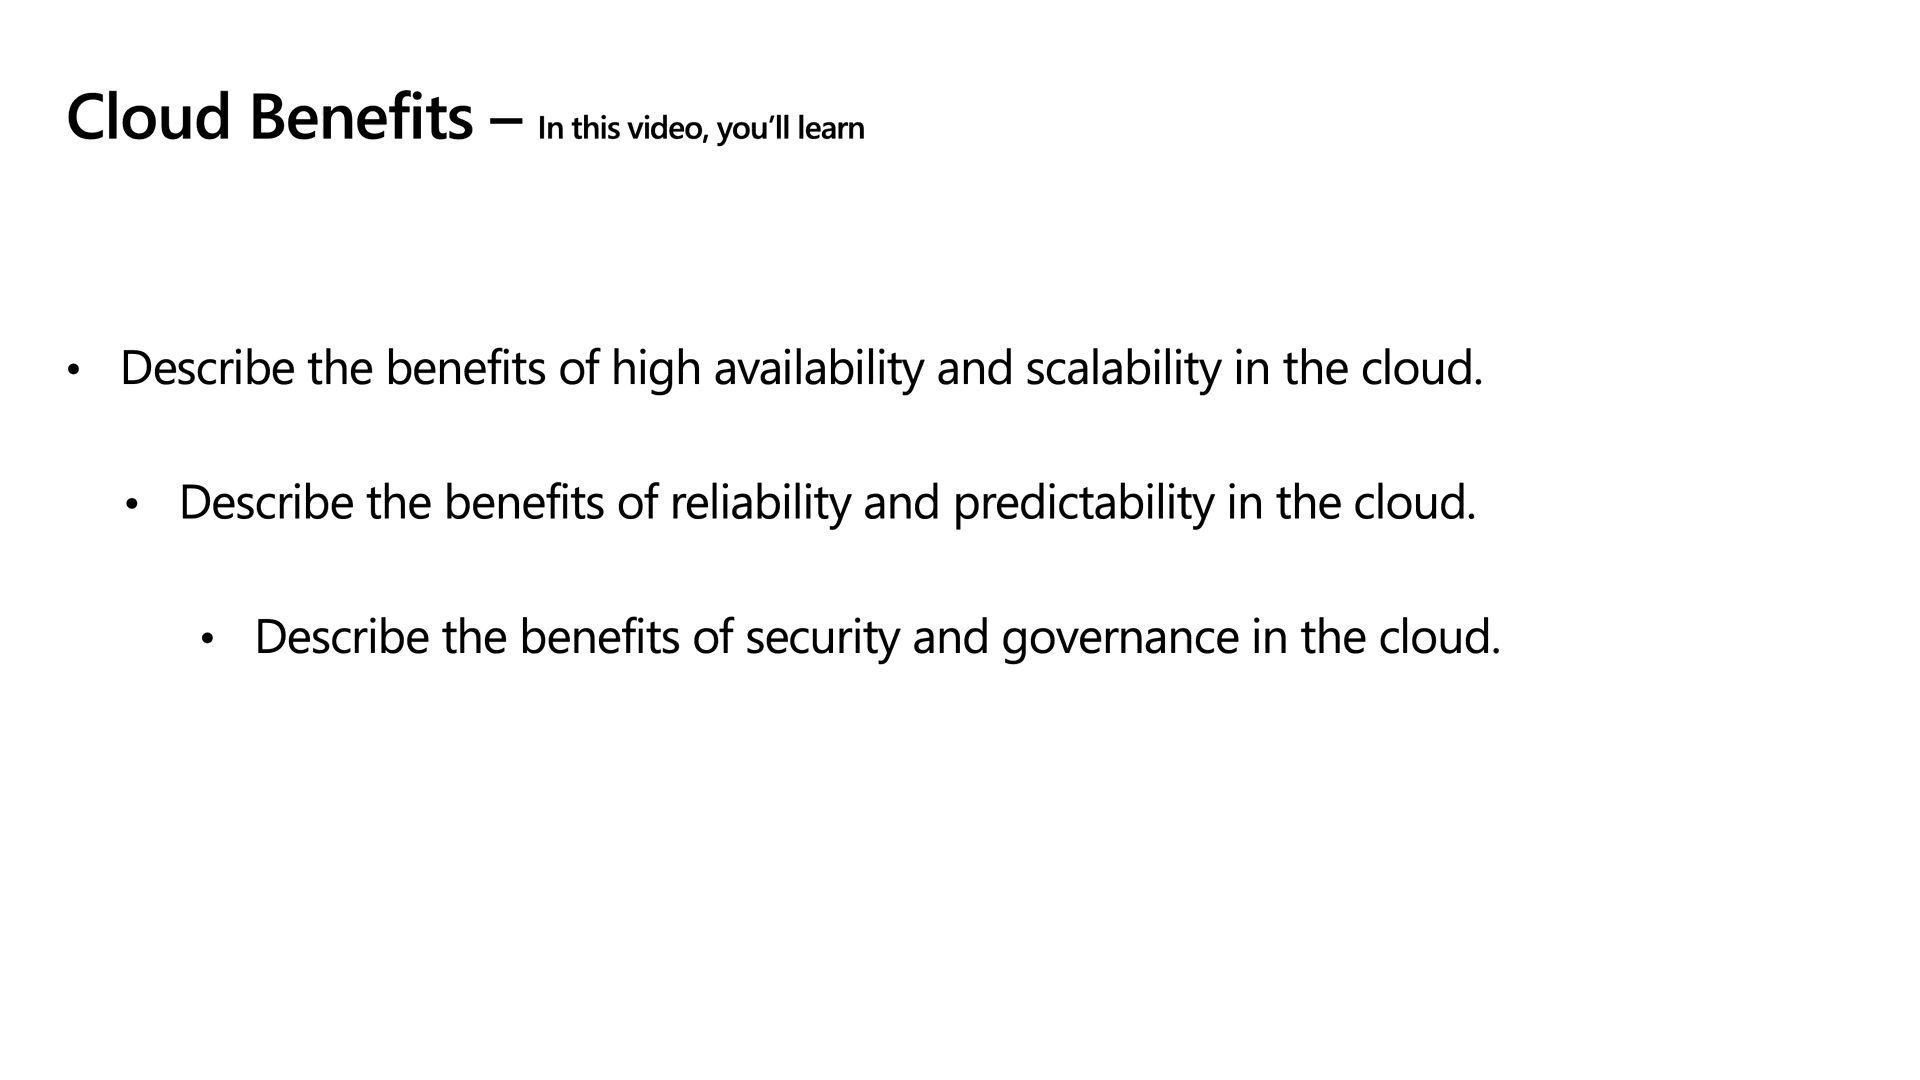 Cloud Benefits – In this video, you’ll learn
• Describe the benefits of high availability and scalability in the cloud.
• Describe the benefits of reliability and predictability in the cloud.
• Describe the benefits of security and governance in the cloud.